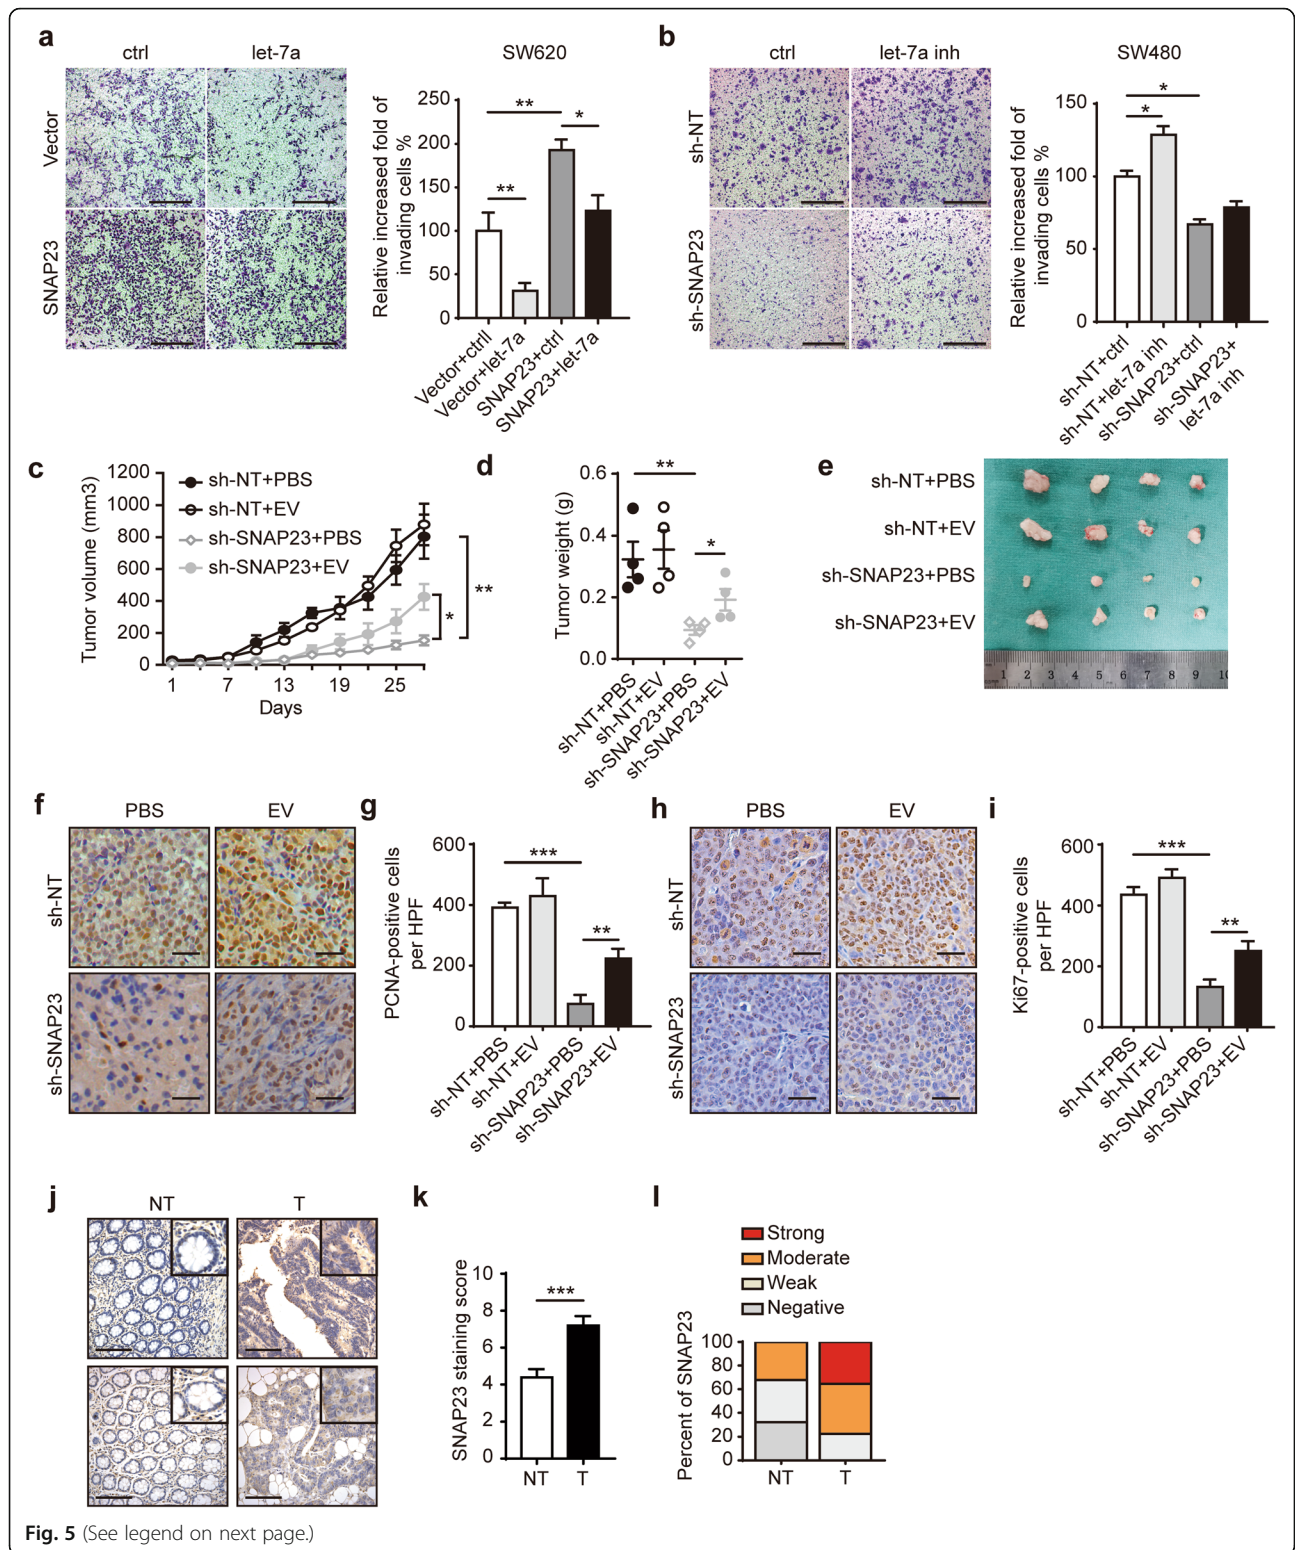 a
ctrl
let-7a
Vector
SNAP23
SW620
Relative increased fold of
invading cells %
250
200
150
100
50
0
**
**
*
Vector+ctrll
Vector+let-7a
SNAP23+ctrl
SNAP23+let-7a
b
ctrl
let-7a inh
sh-NT
sh-SNAP23
SW480
Relative increased fold of
invading cells %
150
100
50
0
*
*
sh-NT+ctrl
sh-NT+let-7a inh
sh-SNAP23+ctrl
sh-SNAP23+
let-7a inh
c
Tumor volume (mm3)
1200
1000
800
600
400
200
0
sh-NT+PBS
sh-NT+EV
sh-SNAP23+PBS
sh-SNAP23+EV
*
**
1 7 13 19 25
Days
d
Tumor weight (g)
0.6
0.4
0.2
0.0
**
*
sh-NT+PBS
sh-NT+EV
sh-SNAP23+PBS
sh-SNAP23+EV
e
sh-NT+PBS
sh-NT+EV
sh-SNAP23+PBS
sh-SNAP23+EV
1 2 3 4 5 6 7 8 9 10
f
PBS
EV
sh-NT
sh-SNAP23
g
PCNA-positive cells
per HPF
600
400
200
0
***
**
sh-NT+PBS
sh-NT+EV
sh-SNAP23+PBS
sh-SNAP23+EV
h
PBS
EV
sh-NT
sh-SNAP23
i
Ki67-positive cells
per HPF
600
400
200
0
***
**
sh-NT+PBS
sh-NT+EV
sh-SNAP23+PBS
sh-SNAP23+EV
j
NT
T
k
SNAP23 staining score
10
8
6
4
2
0
***
NT
T
l
Strong
Moderate
Weak
Negative
Percent of SNAP23
100
80
60
40
20
0
NT
T
Fig. 5 (See legend on next page.)